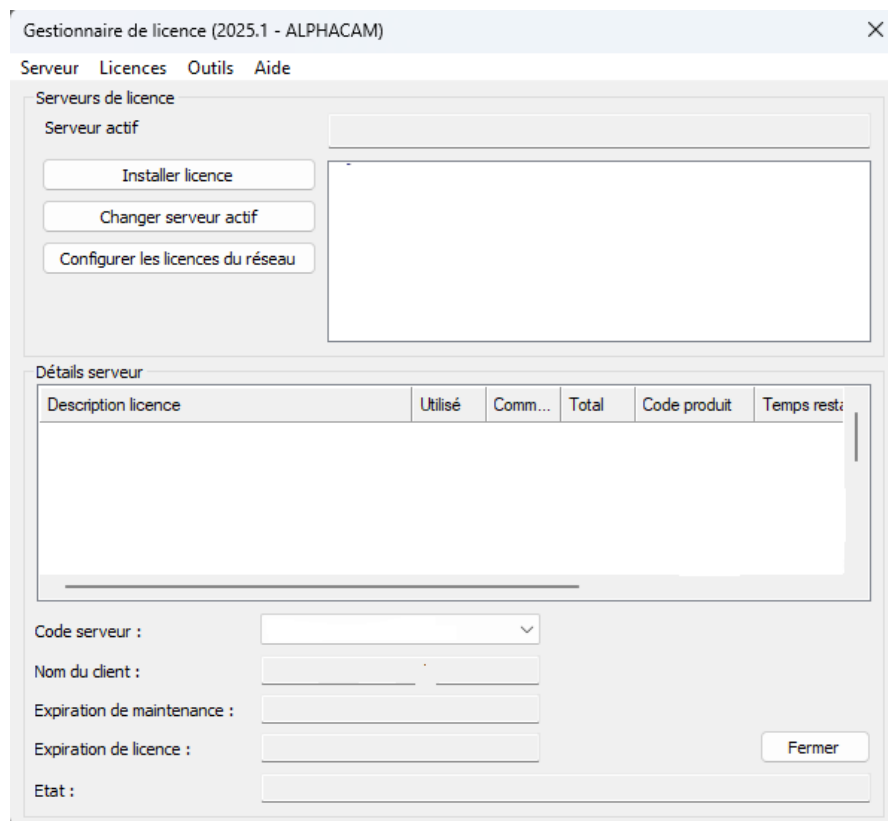 Gestionnaire de licence (2025.1 - ALPHACAM)
Serveur Licences Outils Aide
Serveurs de licence
Serveur actif
Installer licence
Changer serveur actif
Configurer les licences du réseau
Détails serveur
Description licence Utilisé Comm... Total Code produit Temps resta
Code serveur :
Nom du client :
Expiration de maintenance :
Expiration de licence :
Fermer
Etat :